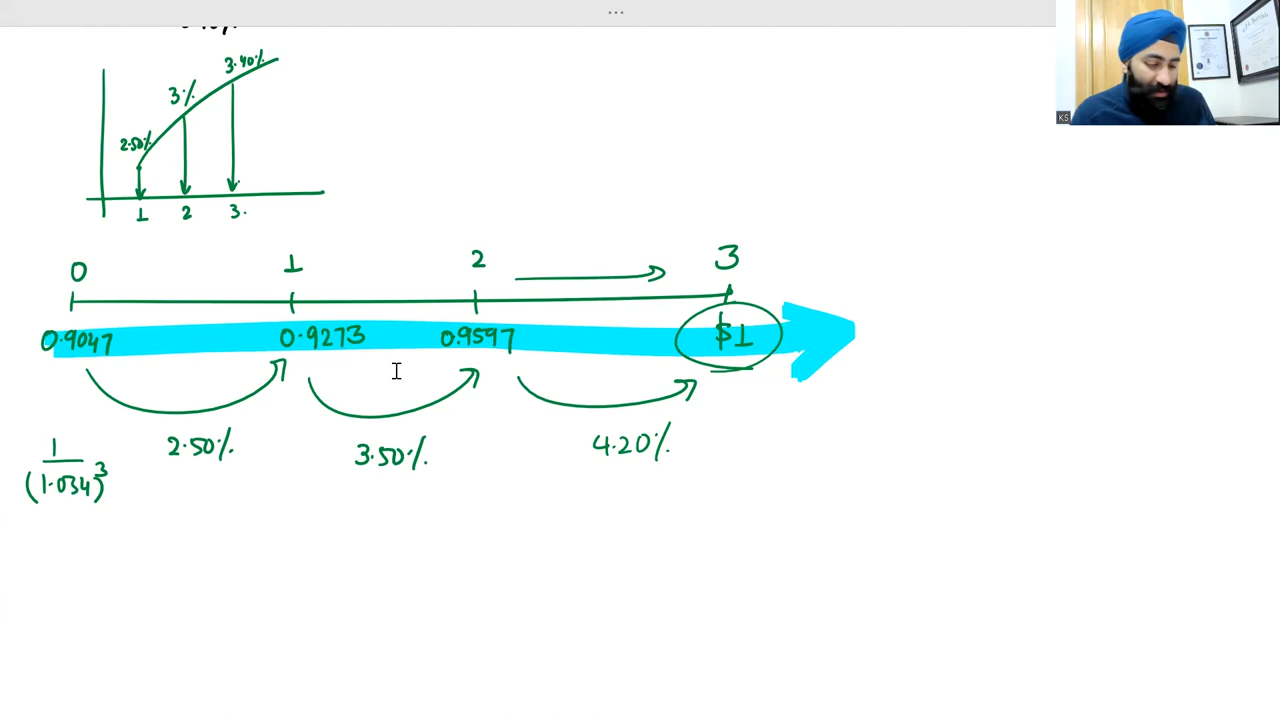 ...
3.40%
3%
2.50%
1 2 3.
0 1 2 3
0.9047 0.9273 0.9597 $1
2.50% 3.50% 4.20%
1
(1.034)3
KS